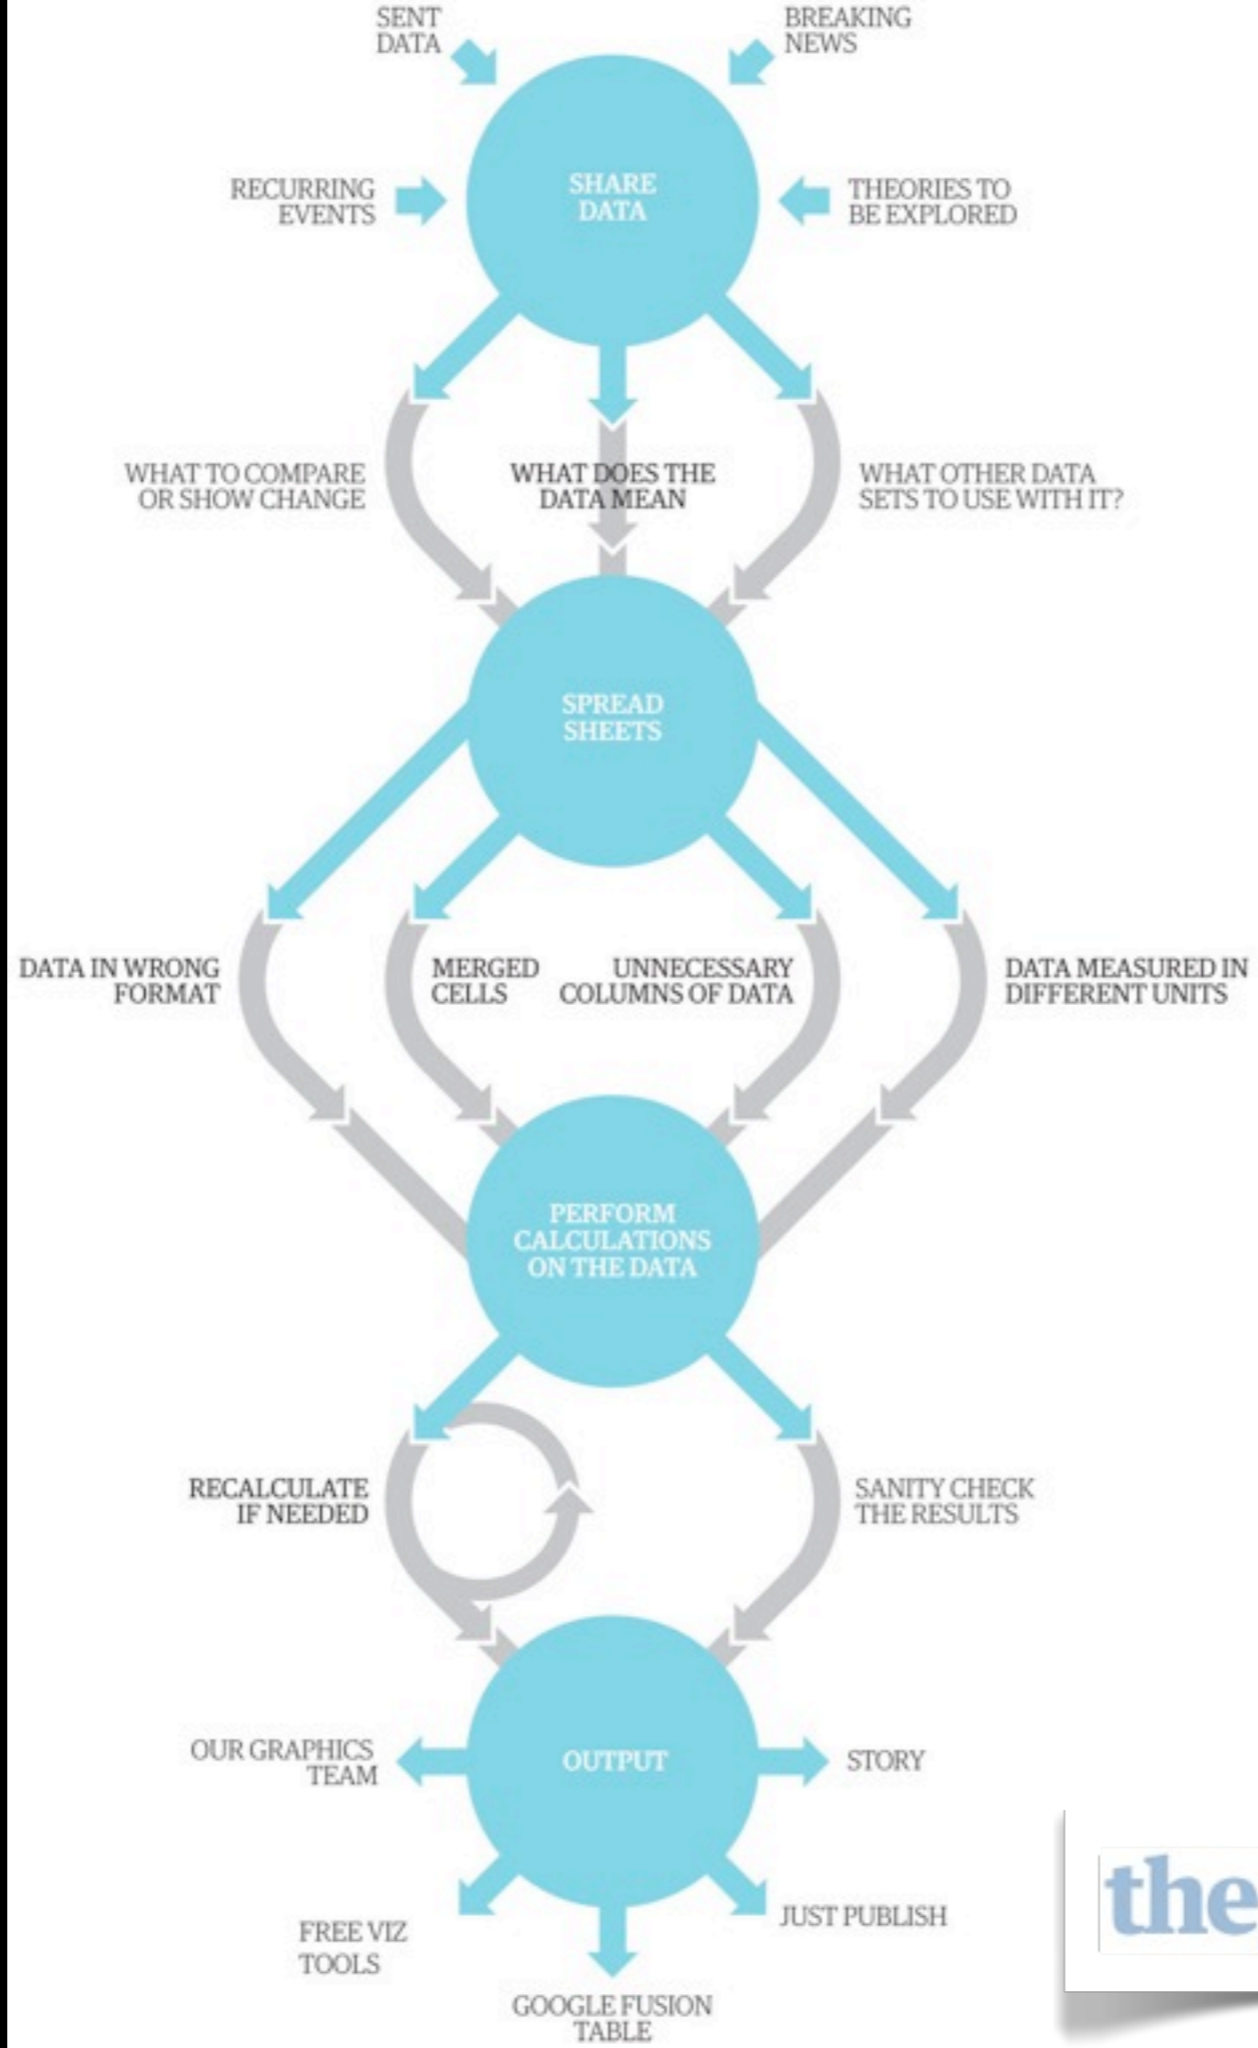 SENT
DATA
BREAKING
NEWS
RECURRING
EVENTS
SHARE
DATA
THEORIES TO
BE EXPLORED
WHAT TO COMPARE
OR SHOW CHANGE
WHAT DOES THE
DATA MEAN
WHAT OTHER DATA
SETS TO USE WITH IT?
SPREAD
SHEETS
DATA IN WRONG
FORMAT
MERGED
CELLS
UNNECESSARY
COLUMNS OF DATA
DATA MEASURED IN
DIFFERENT UNITS
PERFORM
CALCULATIONS
ON THE DATA
RECALCULATE
IF NEEDED
SANITY CHECK
THE RESULTS
OUR GRAPHICS
TEAM
OUTPUT
STORY
FREE VIZ
TOOLS
JUST PUBLISH
GOOGLE FUSION
TABLE
the